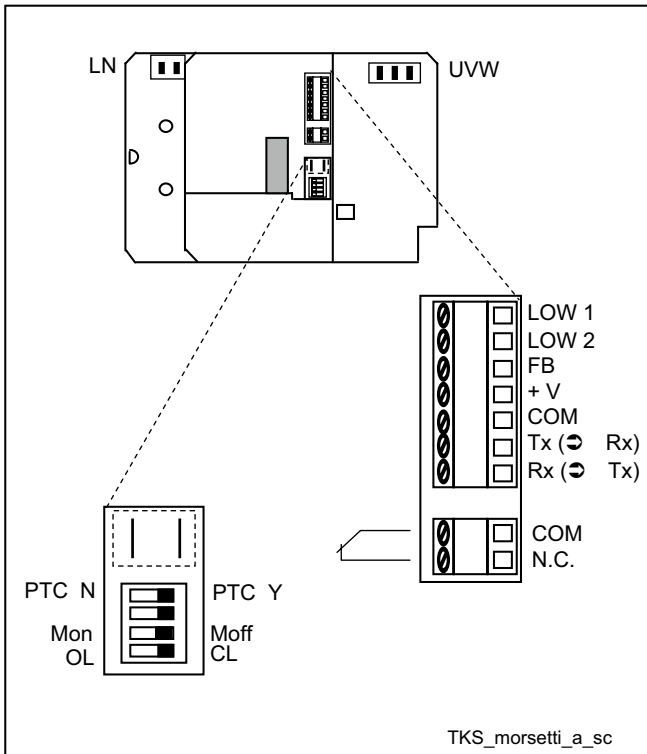 LN
UVW
LOW 1
LOW 2
FB
+ V
COM
Tx (➲ Rx)
Rx (➲ Tx)
COM
N.C.
PTC N PTC Y
Mon Moff
OL CL
TKS_morsetti_a_sc